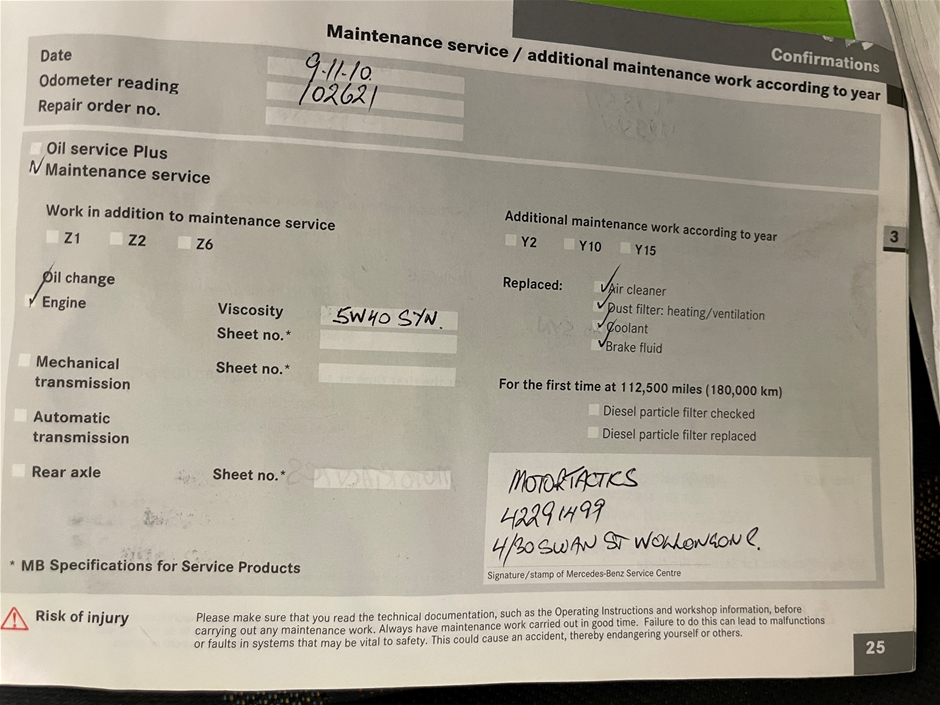 Confirmations
Maintenance service / additional maintenance work according to year
Date 9-11-10.
Odometer reading 102621
Repair order no.
Oil service Plus
Maintenance service
Work in addition to maintenance service
Z1 Z2 Z6
Oil change
Engine
Viscosity 5W40 SYN.
Sheet no.*
Mechanical
transmission
Sheet no.*
Automatic
transmission
Rear axle
Sheet no.*
* MB Specifications for Service Products
Additional maintenance work according to year
Y2 Y10 Y15
Replaced:
Air cleaner
Dust filter: heating/ventilation
Coolant
Brake fluid
For the first time at 112,500 miles (180,000 km)
Diesel particle filter checked
Diesel particle filter replaced
MOTORTACTICS
42291499
4/30 SWAN ST WOLLONGONG.
Signature/stamp of Mercedes-Benz Service Centre
3
Risk of injury
Please make sure that you read the technical documentation, such as the Operating Instructions and workshop information, before
carrying out any maintenance work. Always have maintenance work carried out in good time. Failure to do this can lead to malfunctions
or faults in systems that may be vital to safety. This could cause an accident, thereby endangering yourself or others.
25